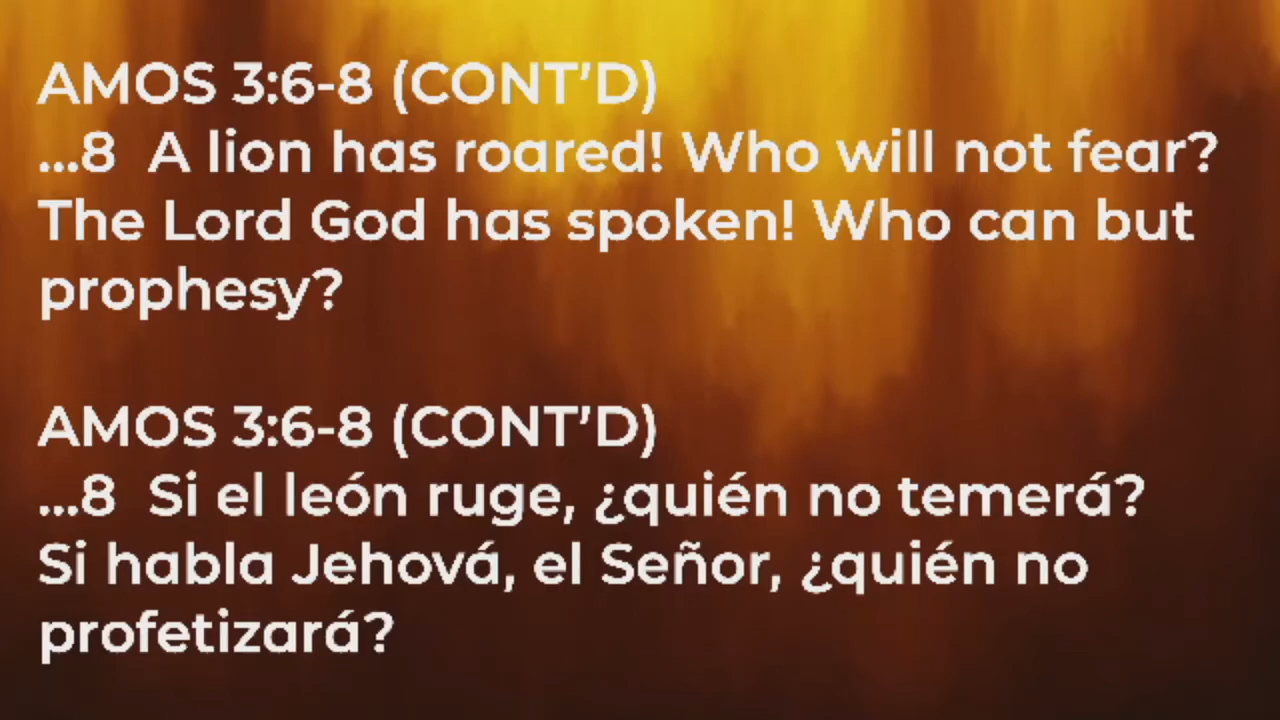 AMOS 3:6-8 (CONT'D)
...8 A lion has roared! Who will not fear?
The Lord God has spoken! Who can but
prophesy?
AMOS 3:6-8 (CONT'D)
...8 Si el león ruge, ¿quién no temerá?
Si habla Jehová, el Señor, ¿quién no
profetizará?